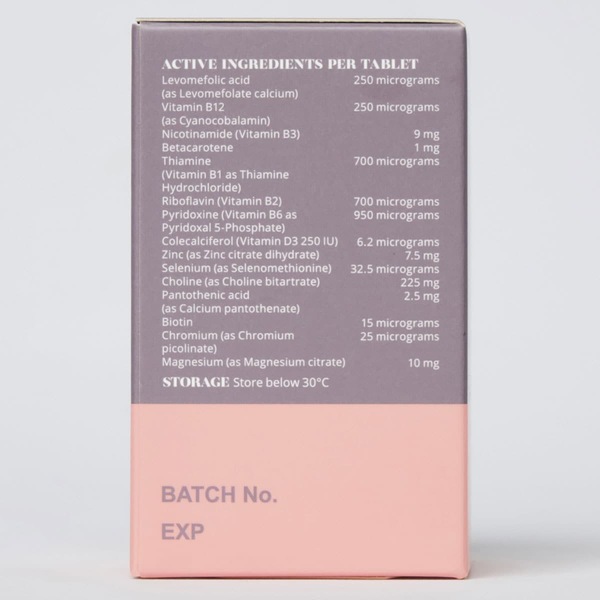 ACTIVE INGREDIENTS PER TABLET
Levomefolic acid 250 micrograms
(as Levomefolate calcium)
Vitamin B12 250 micrograms
(as Cyanocobalamin)
Nicotinamide (Vitamin B3) 9 mg
Betacarotene 1 mg
Thiamine 700 micrograms
(Vitamin B1 as Thiamine
Hydrochloride)
Riboflavin (Vitamin B2) 700 micrograms
Pyridoxine (Vitamin B6 as 950 micrograms
Pyridoxal 5-Phosphate)
Colecalciferol (Vitamin D3 250 IU) 6.2 micrograms
Zinc (as Zinc citrate dihydrate) 7.5 mg
Selenium (as Selenomethionine) 32.5 micrograms
Choline (as Choline bitartrate) 225 mg
Pantothenic acid 2.5 mg
(as Calcium pantothenate)
Biotin 15 micrograms
Chromium (as Chromium 25 micrograms
picolinate)
Magnesium (as Magnesium citrate) 10 mg
STORAGE Store below 30°C
BATCH No.
EXP